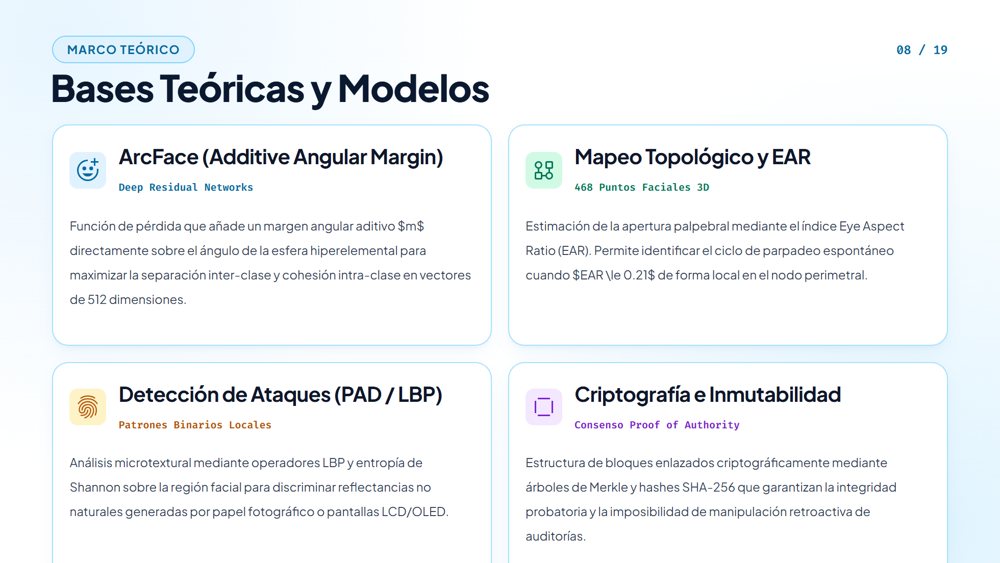 MARCO TEÓRICO
08 / 19
Bases Teóricas y Modelos
ArcFace (Additive Angular Margin)
Deep Residual Networks
Función de pérdida que añade un margen angular aditivo $m$
directamente sobre el ángulo de la esfera hiperelemental para
maximizar la separación inter-clase y cohesión intra-clase en vectores
de 512 dimensiones.
Mapeo Topológico y EAR
468 Puntos Faciales 3D
Estimación de la apertura palpebral mediante el índice Eye Aspect
Ratio (EAR). Permite identificar el ciclo de parpadeo espontáneo
cuando $EAR \le 0.21$ de forma local en el nodo perimetral.
Detección de Ataques (PAD / LBP)
Patrones Binarios Locales
Análisis microtextural mediante operadores LBP y entropía de
Shannon sobre la región facial para discriminar reflectancias no
naturales generadas por papel fotográfico o pantallas LCD/OLED.
Criptografía e Inmutabilidad
Consenso Proof of Authority
Estructura de bloques enlazados criptográficamente mediante
árboles de Merkle y hashes SHA-256 que garantizan la integridad
probatoria y la imposibilidad de manipulación retroactiva de
auditorías.